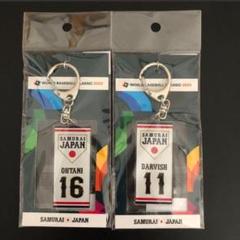 WORLD BASEBALL CLASSIC 2023
SAMURAI
JAPAN
OHTANI
16
SAMURAI JAPAN
WORLD BASEBALL CLASSIC 2023
SAMURAI
JAPAN
DARVISH
11
SAMURAI JAPAN